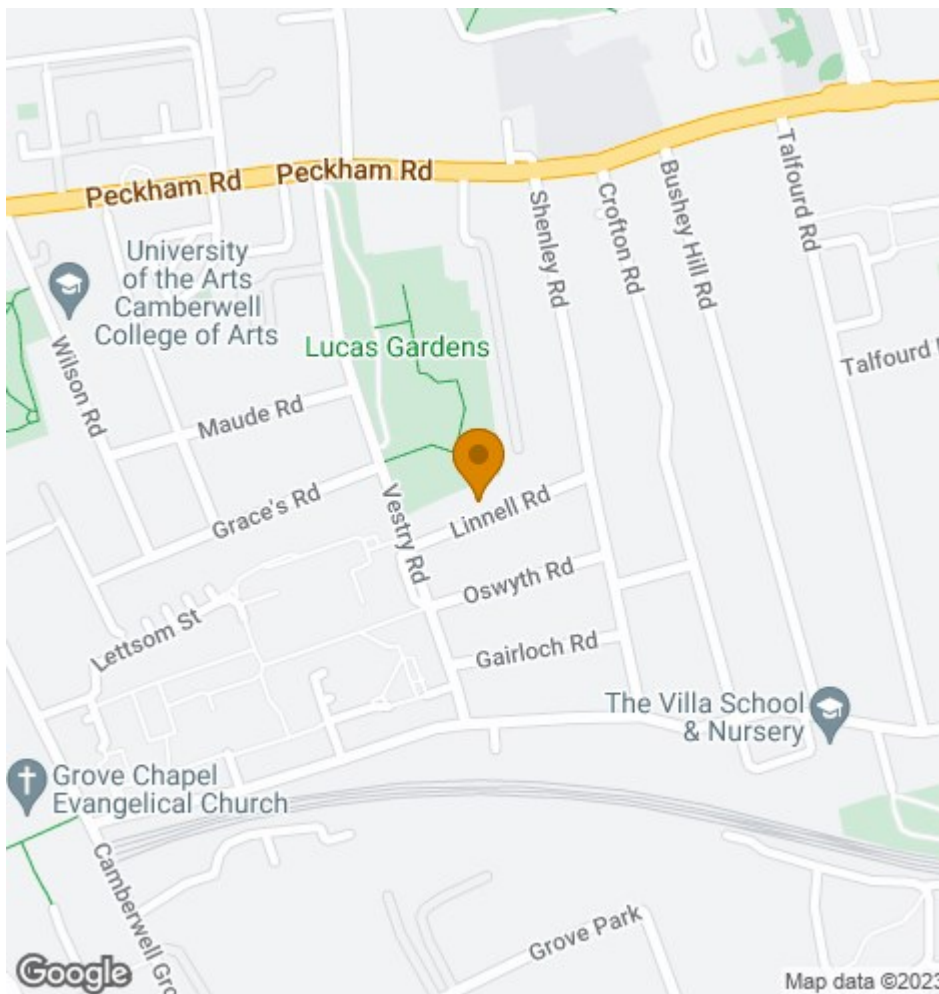 Peckham Rd
Peckham Rd
University
of the Arts
Camberwell
College of Arts
Shenley Rd
Crofton Rd
Bushey Hill Rd
Talfourd Rd
Wilson Rd
Lucas Gardens
Talfourd
Maude Rd
Grace's Rd
Vestry Rd
Linnell Rd
Oswyth Rd
Lettsom St
Gairloch Rd
The Villa School
& Nursery
Grove Chapel
Evangelical Church
Camberwell Gro
Grove Park
Google
Map data ©2023